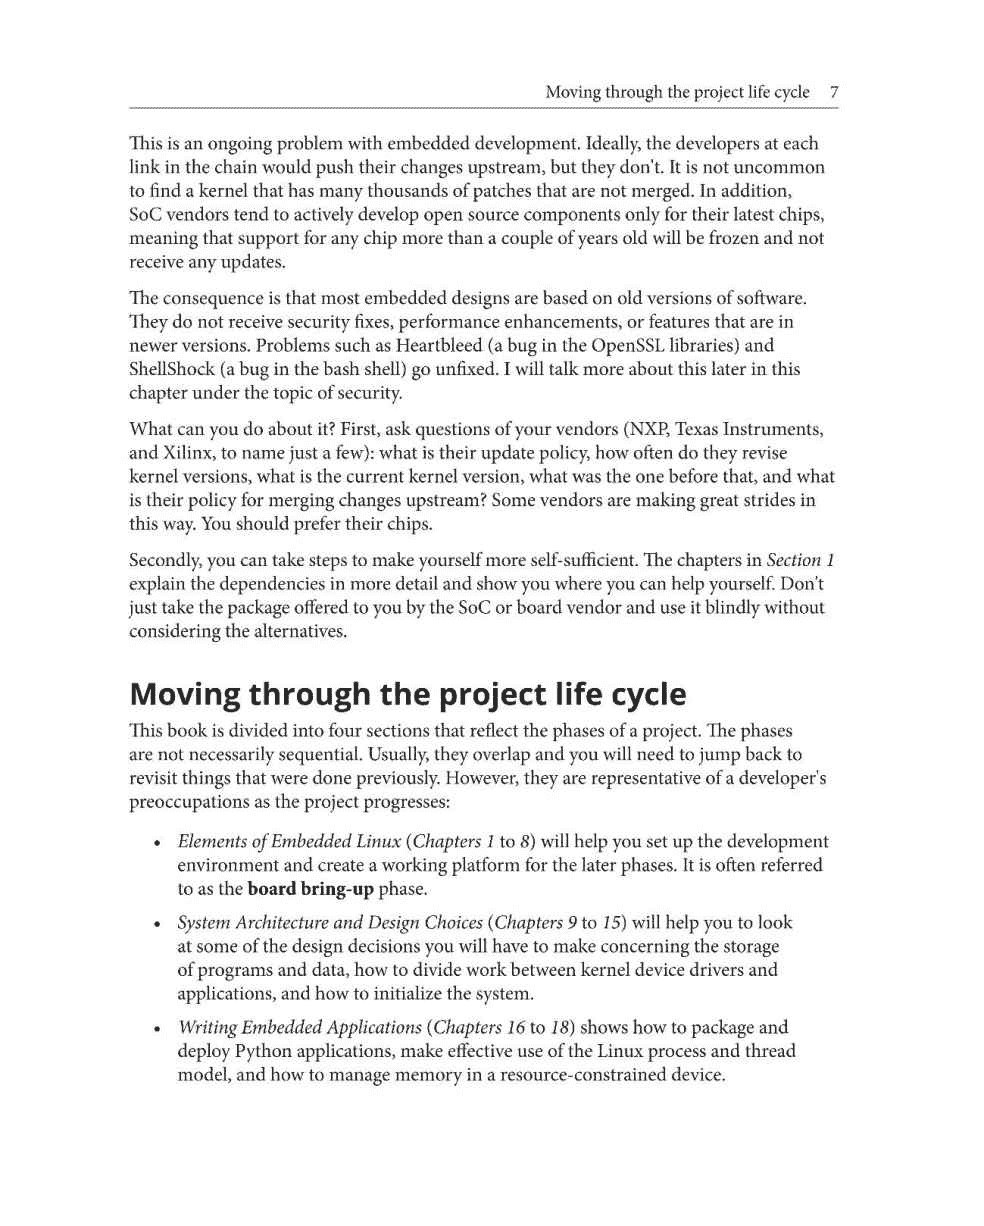 Moving through the project life cycle 7
This is an ongoing problem with embedded development. Ideally, the developers at each
link in the chain would push their changes upstream, but they don't. It is not uncommon
to find a kernel that has many thousands of patches that are not merged. In addition,
SoC vendors tend to actively develop open source components only for their latest chips,
meaning that support for any chip more than a couple of years old will be frozen and not
receive any updates.
The consequence is that most embedded designs are based on old versions of software.
They do not receive security fixes, performance enhancements, or features that are in
newer versions. Problems such as Heartbleed (a bug in the OpenSSL libraries) and
ShellShock (a bug in the bash shell) go unfixed. I will talk more about this later in this
chapter under the topic of security.
What can you do about it? First, ask questions of your vendors (NXP, Texas Instruments,
and Xilinx, to name just a few): what is their update policy, how often do they revise
kernel versions, what is the current kernel version, what was the one before that, and what
is their policy for merging changes upstream? Some vendors are making great strides in
this way. You should prefer their chips.
Secondly, you can take steps to make yourself more self-sufficient. The chapters in Section 1
explain the dependencies in more detail and show you where you can help yourself. Don't
just take the package offered to you by the SoC or board vendor and use it blindly without
considering the alternatives.
Moving through the project life cycle
This book is divided into four sections that reflect the phases of a project. The phases
are not necessarily sequential. Usually, they overlap and you will need to jump back to
revisit things that were done previously. However, they are representative of a developer's
preoccupations as the project progresses:
• Elements of Embedded Linux (Chapters 1 to 8) will help you set up the development
environment and create a working platform for the later phases. It is often referred
to as the board bring-up phase.
• System Architecture and Design Choices (Chapters 9 to 15) will help you to look
at some of the design decisions you will have to make concerning the storage
of programs and data, how to divide work between kernel device drivers and
applications, and how to initialize the system.
• Writing Embedded Applications (Chapters 16 to 18) shows how to package and
deploy Python applications, make effective use of the Linux process and thread
model, and how to manage memory in a resource-constrained device.